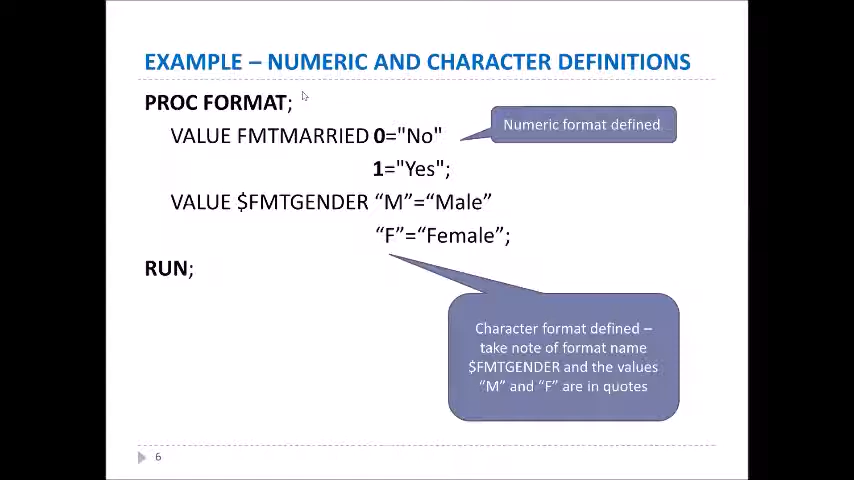 EXAMPLE – NUMERIC AND CHARACTER DEFINITIONS
PROC FORMAT;
VALUE FMTMARRIED 0="No"
Numeric format defined
1="Yes";
VALUE $FMTGENDER “M”=“Male”
“F”=“Female”;
RUN;
Character format defined –
take note of format name
$FMTGENDER and the values
“M” and “F” are in quotes
6